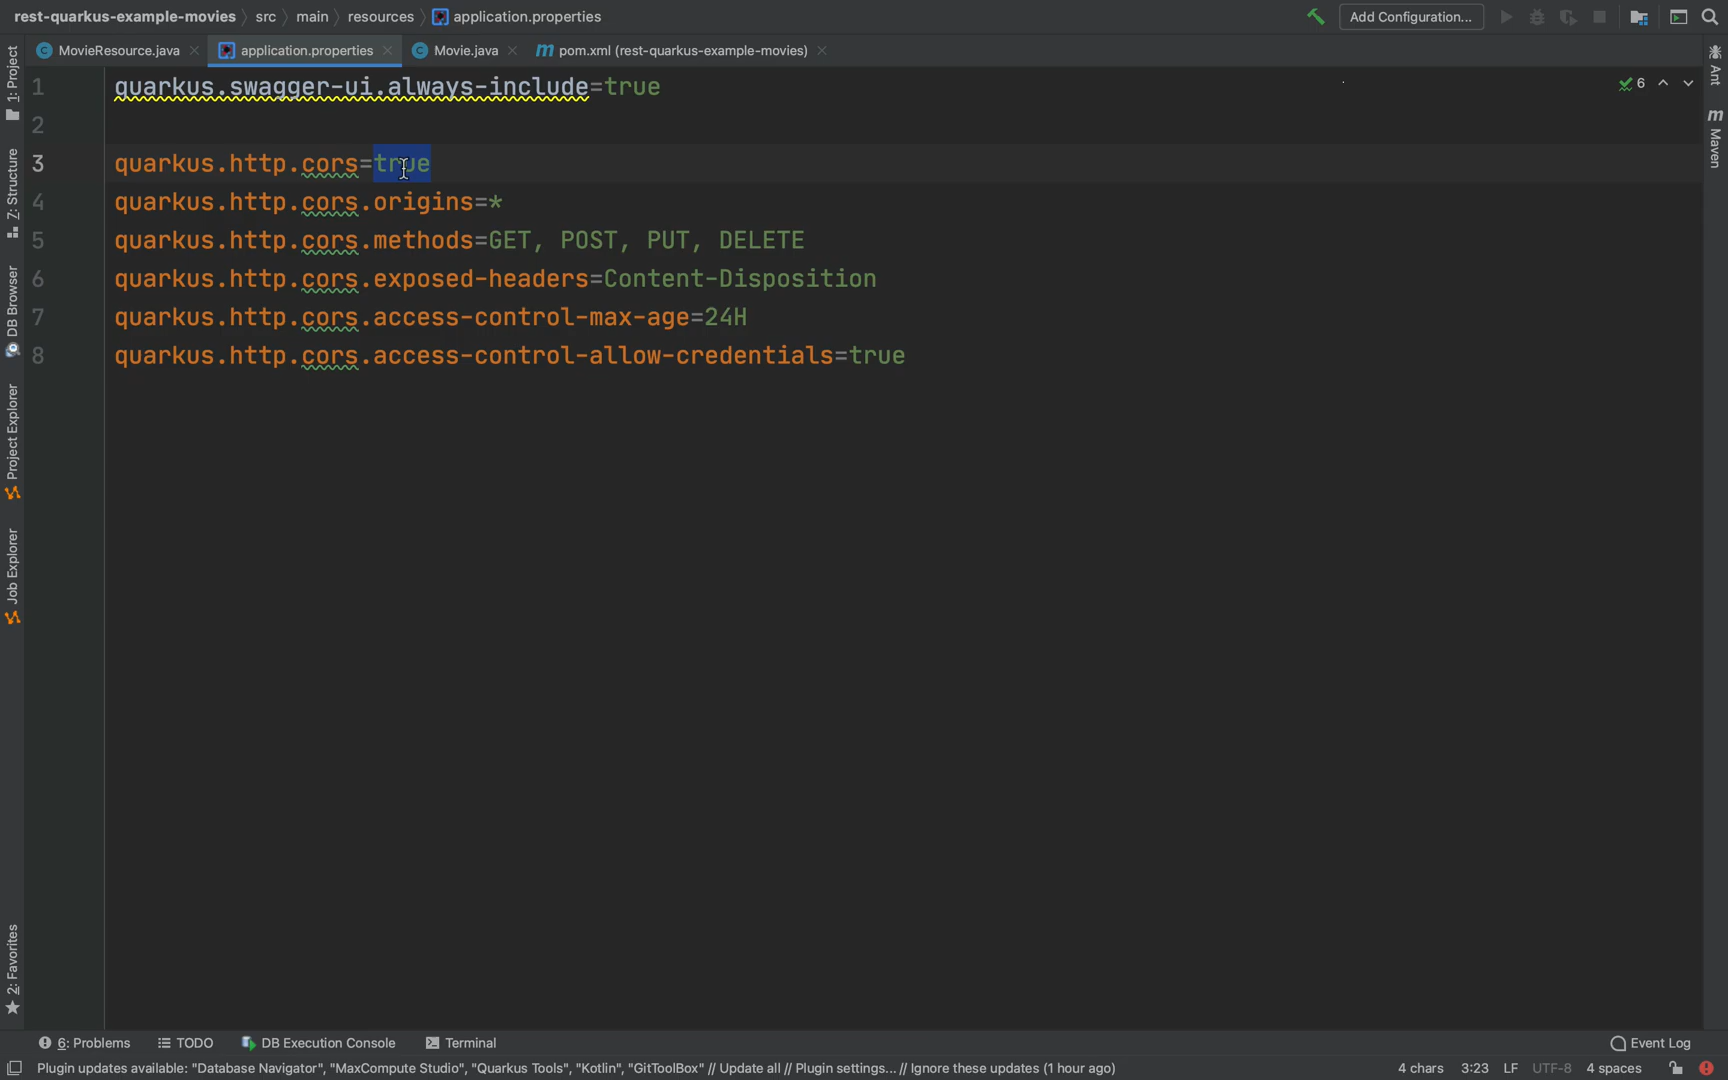 rest-quarkus-example-movies src main resources application.properties Add Configuration...
MovieResource.java application.properties Movie.java m pom.xml (rest-quarkus-example-movies)
1 quarkus.swagger-ui.always-include=true 6
2
3 quarkus.http.cors=true
4 quarkus.http.cors.origins=*
5 quarkus.http.cors.methods=GET, POST, PUT, DELETE
6 quarkus.http.cors.exposed-headers=Content-Disposition
7 quarkus.http.cors.access-control-max-age=24H
8 quarkus.http.cors.access-control-allow-credentials=true
1: Project
Z: Structure
DB Browser
Project Explorer
Job Explorer
2: Favorites
Ant
m Maven
6: Problems TODO DB Execution Console Terminal Event Log
Plugin updates available: "Database Navigator", "MaxCompute Studio", "Quarkus Tools", "Kotlin", "GitToolBox" // Update all // Plugin settings... // Ignore these updates (1 hour ago) 4 chars 3:23 LF UTF-8 4 spaces